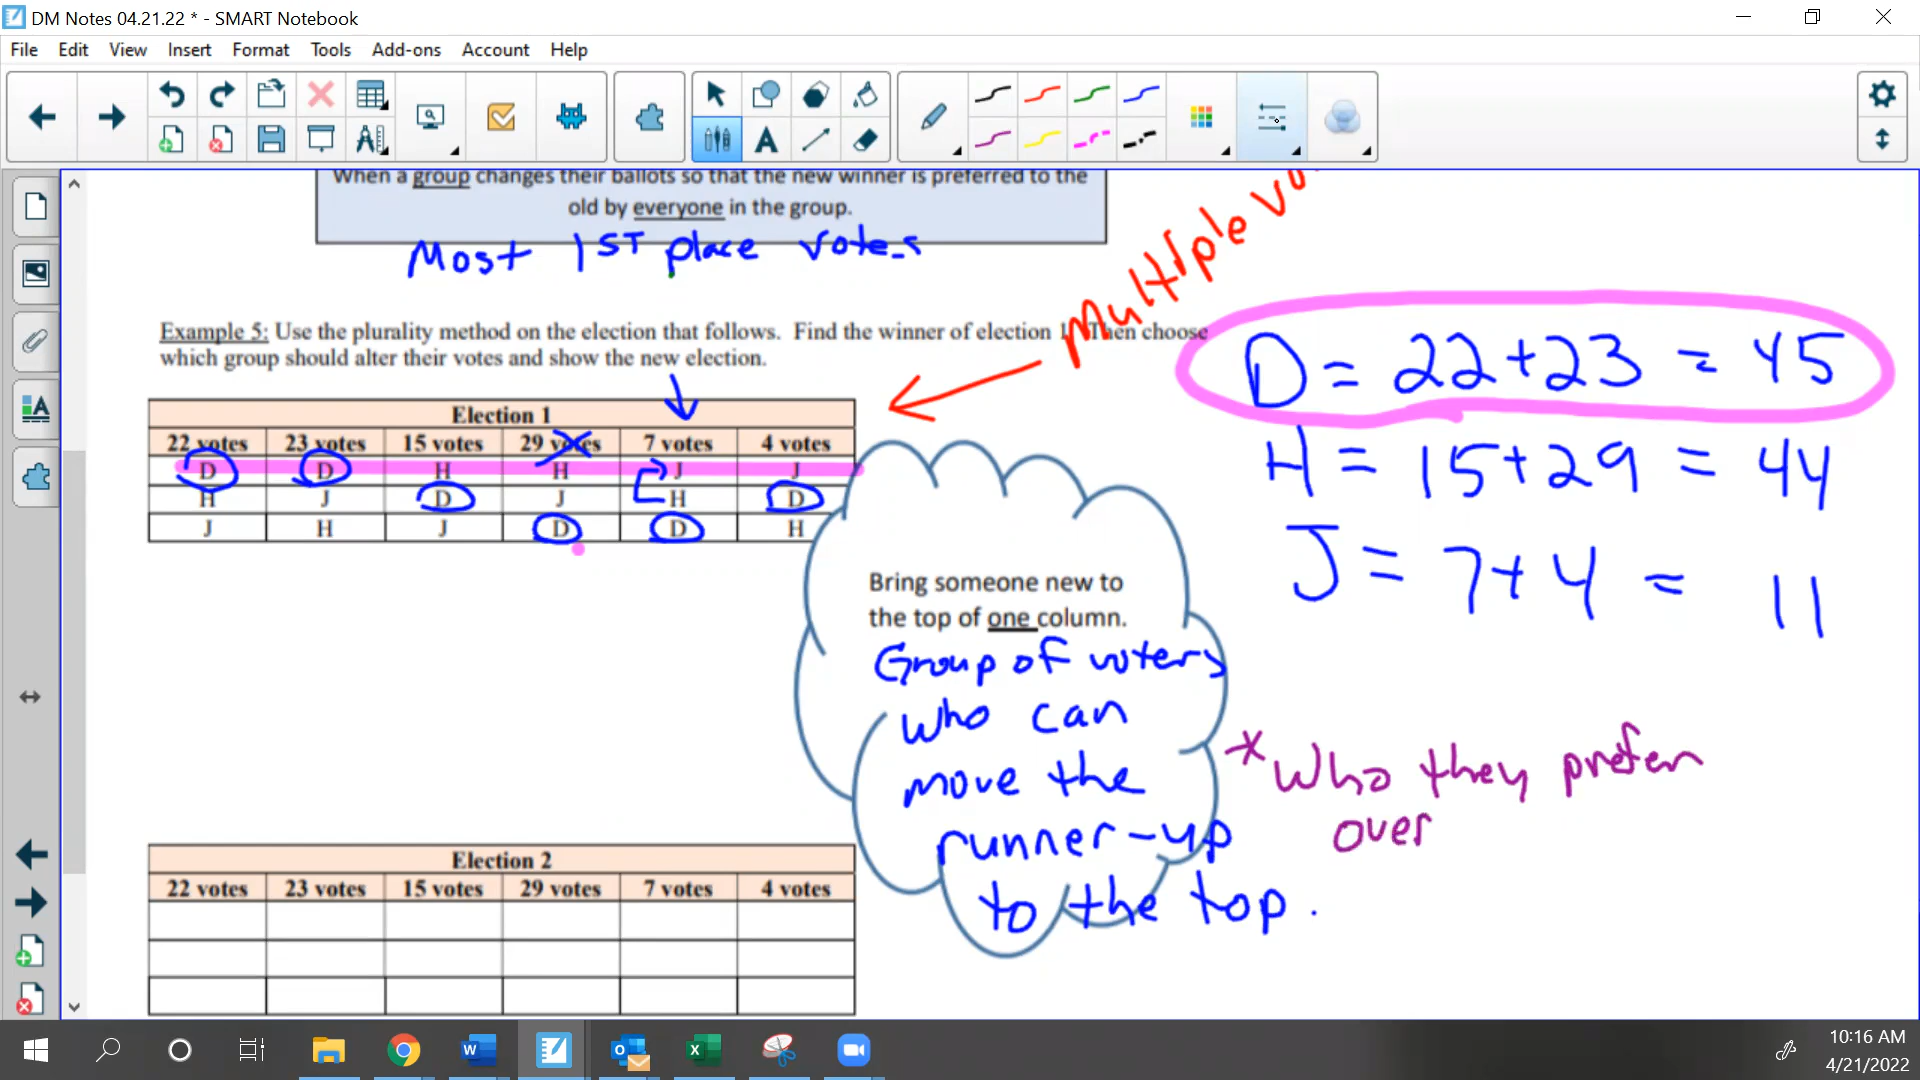 DM Notes 04.21.22 * - SMART Notebook
File Edit View Insert Format Tools Add-ons Account Help
When a group changes their ballots so that the new winner is preferred to the
old by everyone in the group.
Most 1ST place votes
Multiple vo
Example 5: Use the plurality method on the election that follows. Find the winner of election 1. Then choose
which group should alter their votes and show the new election.
D = 22+23 = 45
H = 15+29 = 44
J = 7+4 = 11
Election 1
22 votes 23 votes 15 votes 29 votes 7 votes 4 votes
D D H H J J
H J D J H D
J H J D D H
Bring someone new to
the top of one column.
Group of voters
who can
move the
runner-up
to the top.
*Who they prefer
over
Election 2
22 votes 23 votes 15 votes 29 votes 7 votes 4 votes
10:16 AM
4/21/2022